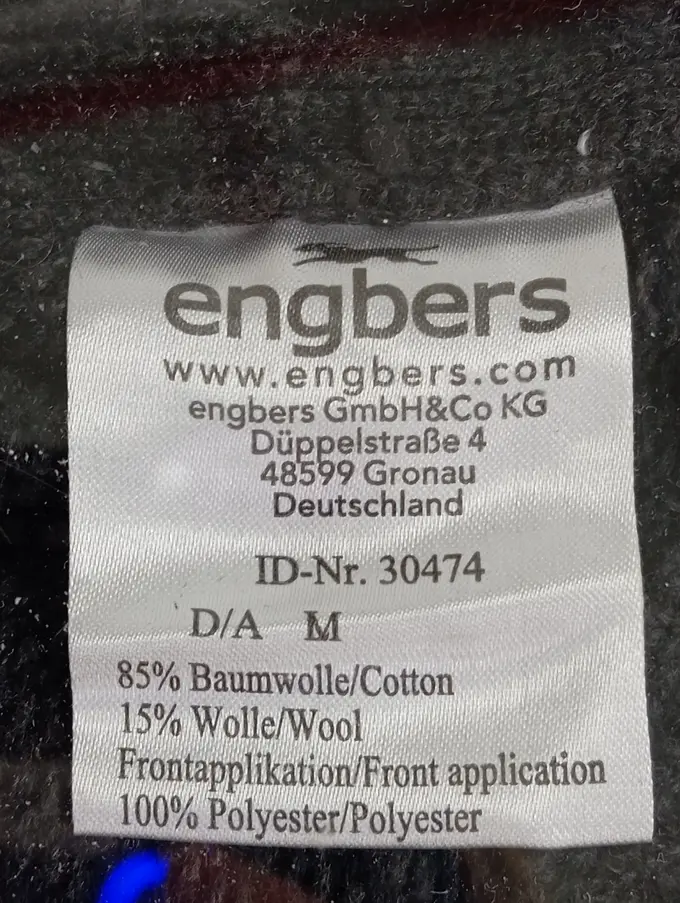 engbers
www.engbers.com
engbers GmbH&Co KG
Düppelstraße 4
48599 Gronau
Deutschland
ID-Nr. 30474
D/A M
85% Baumwolle/Cotton
15% Wolle/Wool
Frontapplikation/Front application
100% Polyester/Polyester